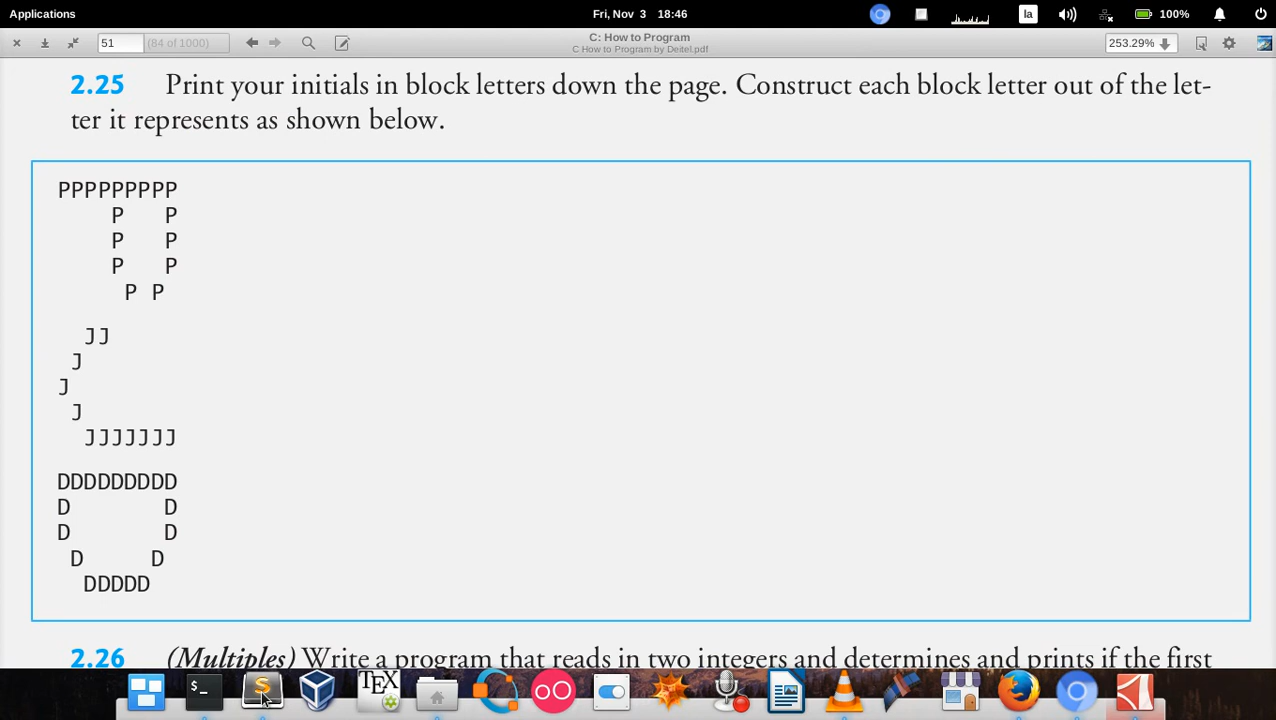 Applications
Fri, Nov 3 18:46
la
100%
51
(84 of 1000)
C: How to Program
C How to Program by Deitel.pdf
253.29%
2.25 Print your initials in block letters down the page. Construct each block letter out of the let-
ter it represents as shown below.
PPPPPPPPP
    P   P
    P   P
    P   P
     P P
  JJ
 J
J
 J
  JJJJJJJ
DDDDDDDDD
D       D
D       D
 D     D
  DDDDD
2.26 (Multiples) Write a program that reads in two integers and determines and prints if the first
$_
S
TEX